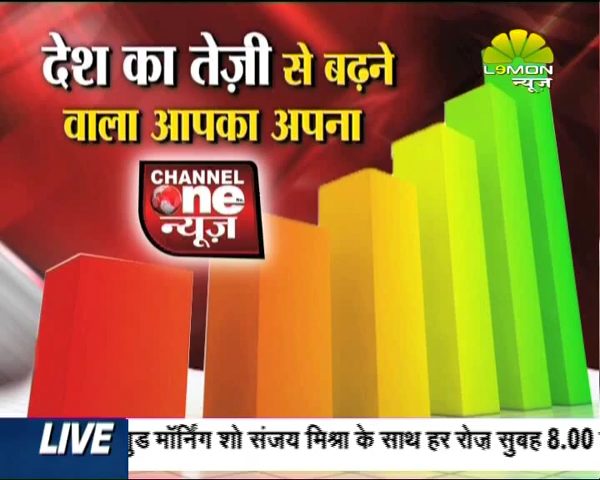 देश का तेज़ी से बढ़ने
वाला आपका अपना
L9MON
न्यूज़
CHANNEL
One
न्यूज़
LIVE
मॉर्निंग शो संजय मिश्रा के साथ हर रोज़ सुबह 8.00